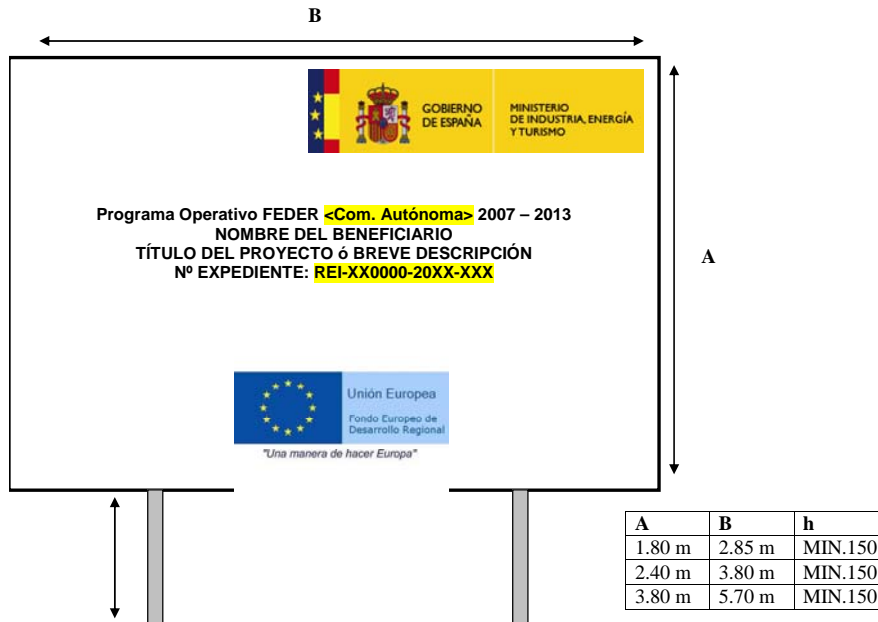 B
GOBIERNO
DE ESPAÑA
MINISTERIO
DE INDUSTRIA, ENERGÍA
Y TURISMO
Programa Operativo FEDER <Com. Autónoma> 2007 – 2013
NOMBRE DEL BENEFICIARIO
TÍTULO DEL PROYECTO ó BREVE DESCRIPCIÓN
Nº EXPEDIENTE: REI-XX0000-20XX-XXX
A
Unión Europea
Fondo Europeo de
Desarrollo Regional
"Una manera de hacer Europa"
A B h
1.80 m 2.85 m MIN.150
2.40 m 3.80 m MIN.150
3.80 m 5.70 m MIN.150